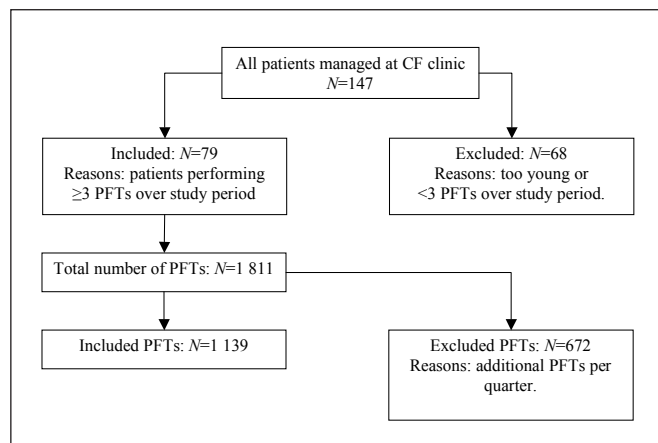 All patients managed at CF clinic
N=147
Included: N=79
Reasons: patients performing
≥3 PFTs over study period
Excluded: N=68
Reasons: too young or
<3 PFTs over study period.
Total number of PFTs: N=1 811
Included PFTs: N=1 139
Excluded PFTs: N=672
Reasons: additional PFTs per
quarter.